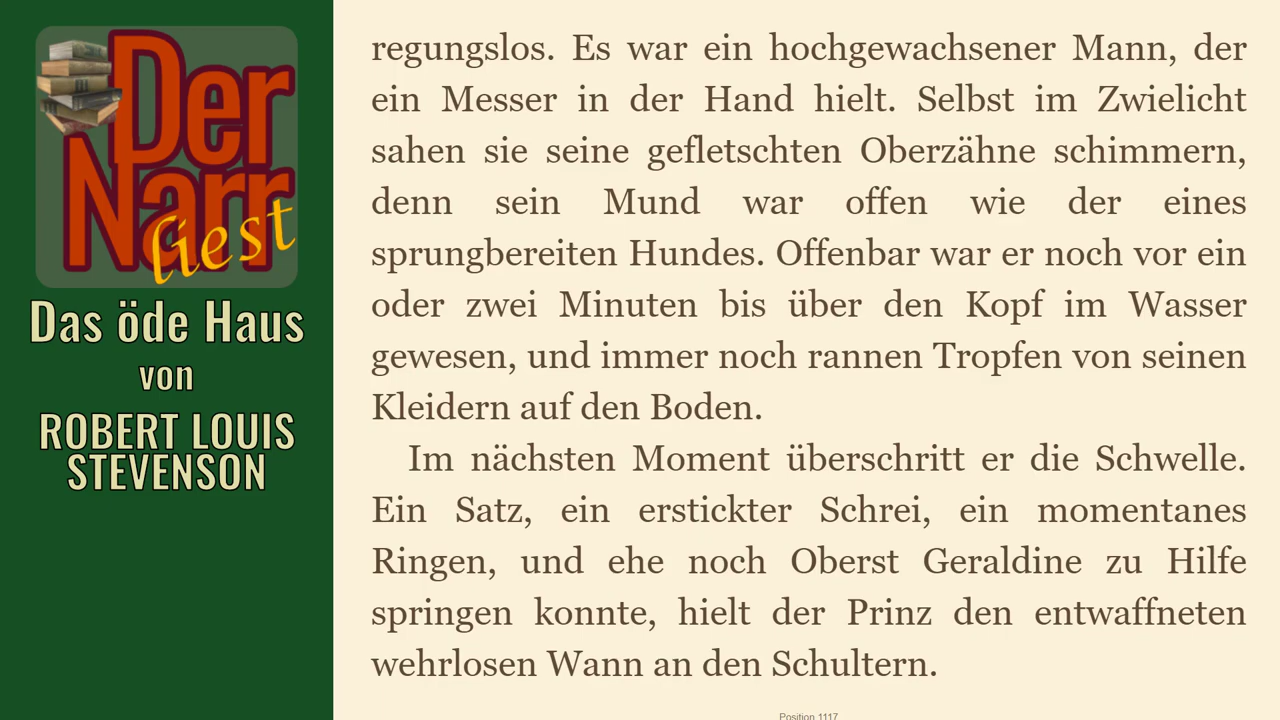 Der
Narr
liest
Das öde Haus
von
ROBERT LOUIS
STEVENSON
regungslos. Es war ein hochgewachsener Mann, der
ein Messer in der Hand hielt. Selbst im Zwielicht
sahen sie seine gefletschten Oberzähne schimmern,
denn sein Mund war offen wie der eines
sprungbereiten Hundes. Offenbar war er noch vor ein
oder zwei Minuten bis über den Kopf im Wasser
gewesen, und immer noch rannen Tropfen von seinen
Kleidern auf den Boden.
Im nächsten Moment überschritt er die Schwelle.
Ein Satz, ein erstickter Schrei, ein momentanes
Ringen, und ehe noch Oberst Geraldine zu Hilfe
springen konnte, hielt der Prinz den entwaffneten
wehrlosen Wann an den Schultern.
Position 1117